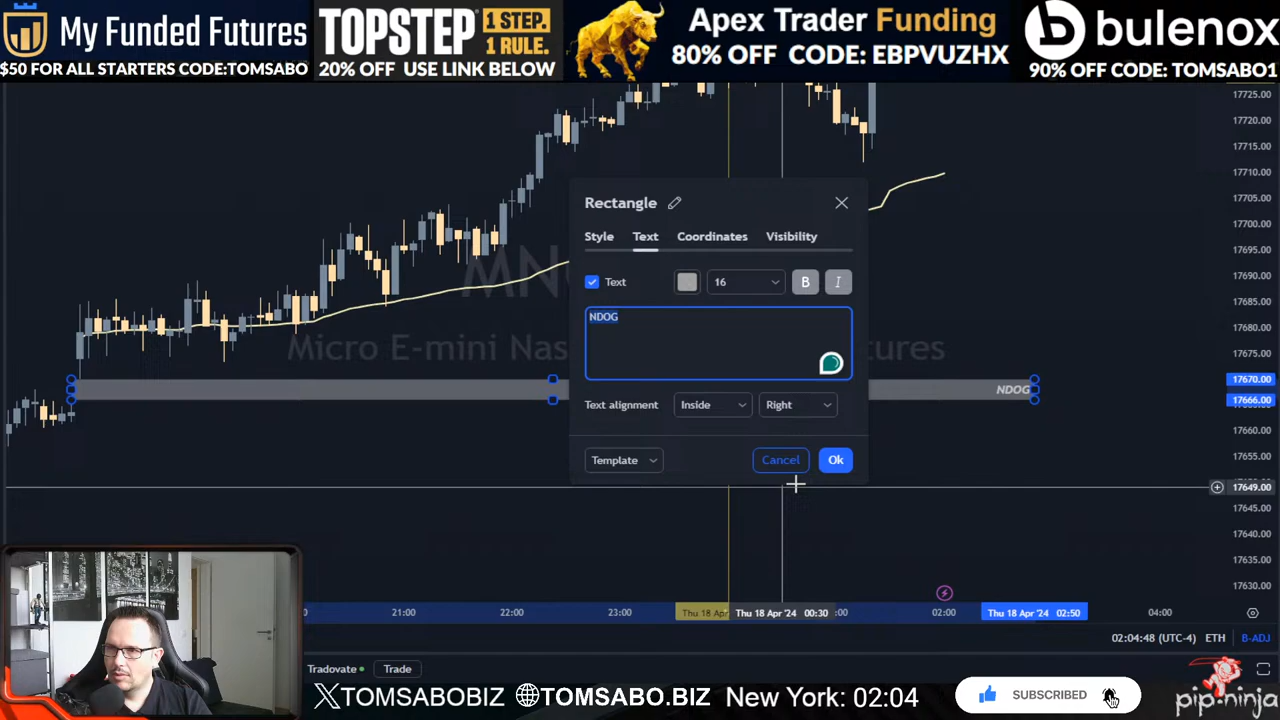 My Funded Futures
$50 FOR ALL STARTERS CODE:TOMSABO
TOPSTEP
1 STEP.
1 RULE.
20% OFF USE LINK BELOW
Apex Trader Funding
80% OFF CODE: EBPVUZHX
bulenox
90% OFF CODE: TOMSABO1
17725.00
17720.00
17715.00
17710.00
17705.00
17700.00
17695.00
17690.00
17685.00
17680.00
17675.00
17670.00
17666.00
17660.00
17655.00
17649.00
17645.00
17640.00
17635.00
17630.00
Rectangle
Style Text Coordinates Visibility
Text 16 B I
NDOG
Text alignment Inside Right
Template Cancel Ok
Micro E-mini Nas
NDOG
21:00 22:00 23:00 Thu 18 Apr Thu 18 Apr '24 00:30 :00 02:00 Thu 18 Apr '24 02:50 04:00
02:04:48 (UTC-4) ETH B-ADJ
Tradovate Trade
TOMSABOBIZ TOMSABO.BIZ New York: 02:04
SUBSCRIBED
pip.ninja